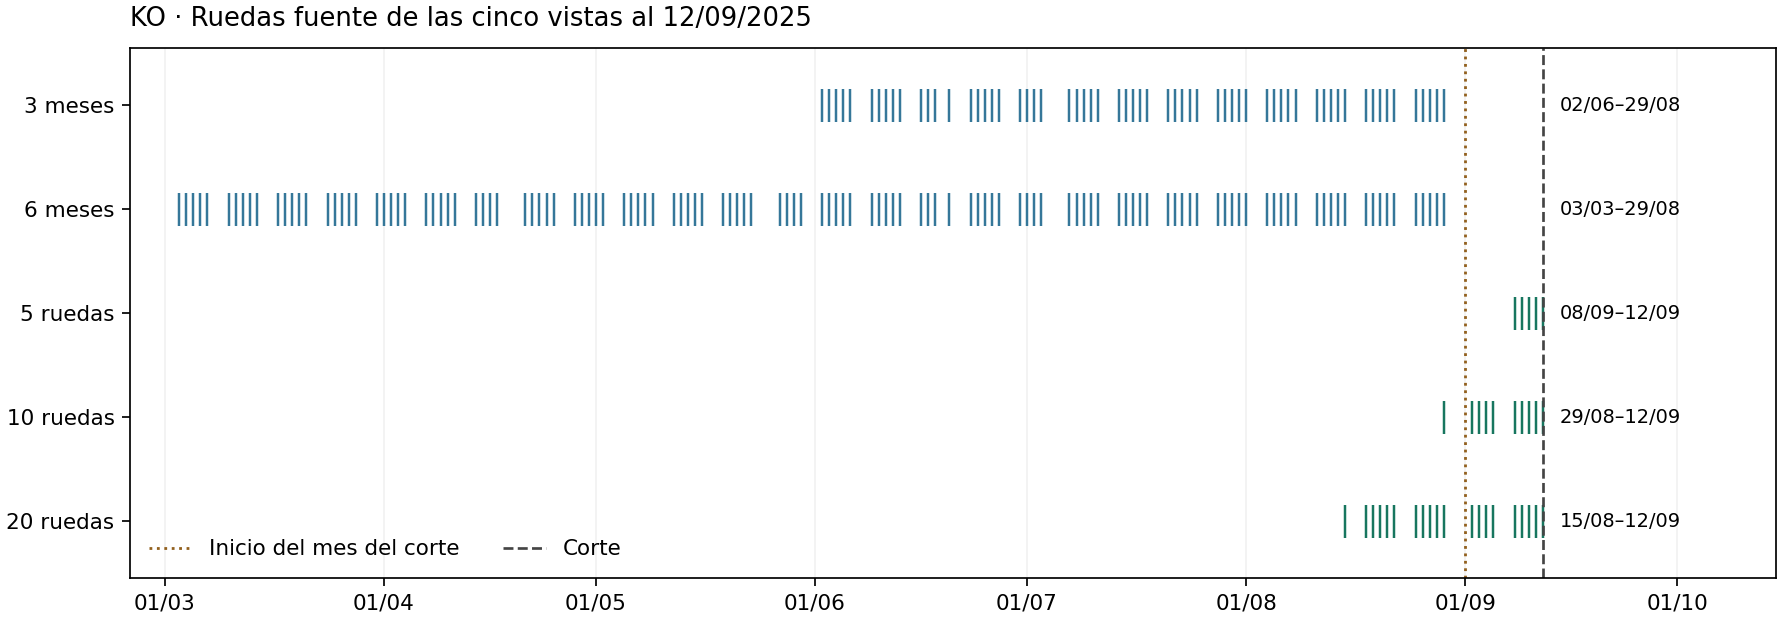 KO · Ruedas fuente de las cinco vistas al 12/09/2025
3 meses
02/06–29/08
6 meses
03/03–29/08
5 ruedas
08/09–12/09
10 ruedas
29/08–12/09
20 ruedas
15/08–12/09
Inicio del mes del corte
Corte
01/03
01/04
01/05
01/06
01/07
01/08
01/09
01/10